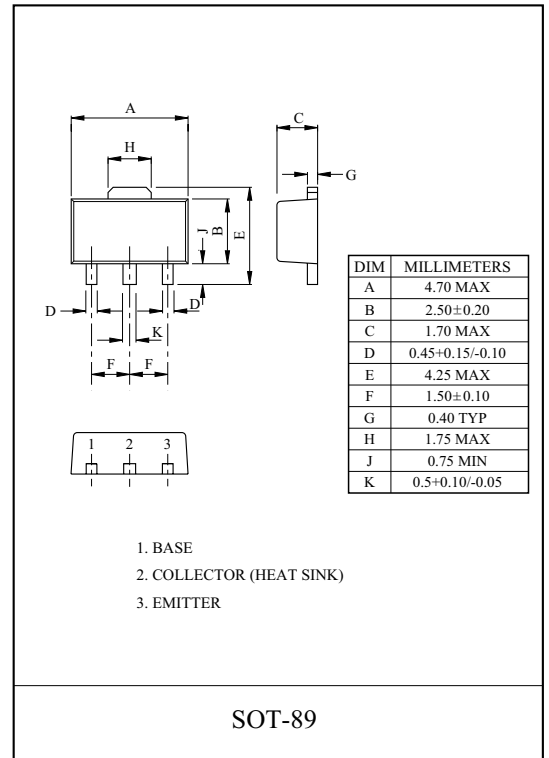 A
H
C
G
J
B
E
D
D
K
F F
DIM MILLIMETERS
A 4.70 MAX
B 2.50±0.20
C 1.70 MAX
D 0.45+0.15/-0.10
E 4.25 MAX
F 1.50±0.10
G 0.40 TYP
H 1.75 MAX
J 0.75 MIN
K 0.5+0.10/-0.05
1 2 3
1. BASE
2. COLLECTOR (HEAT SINK)
3. EMITTER
SOT-89